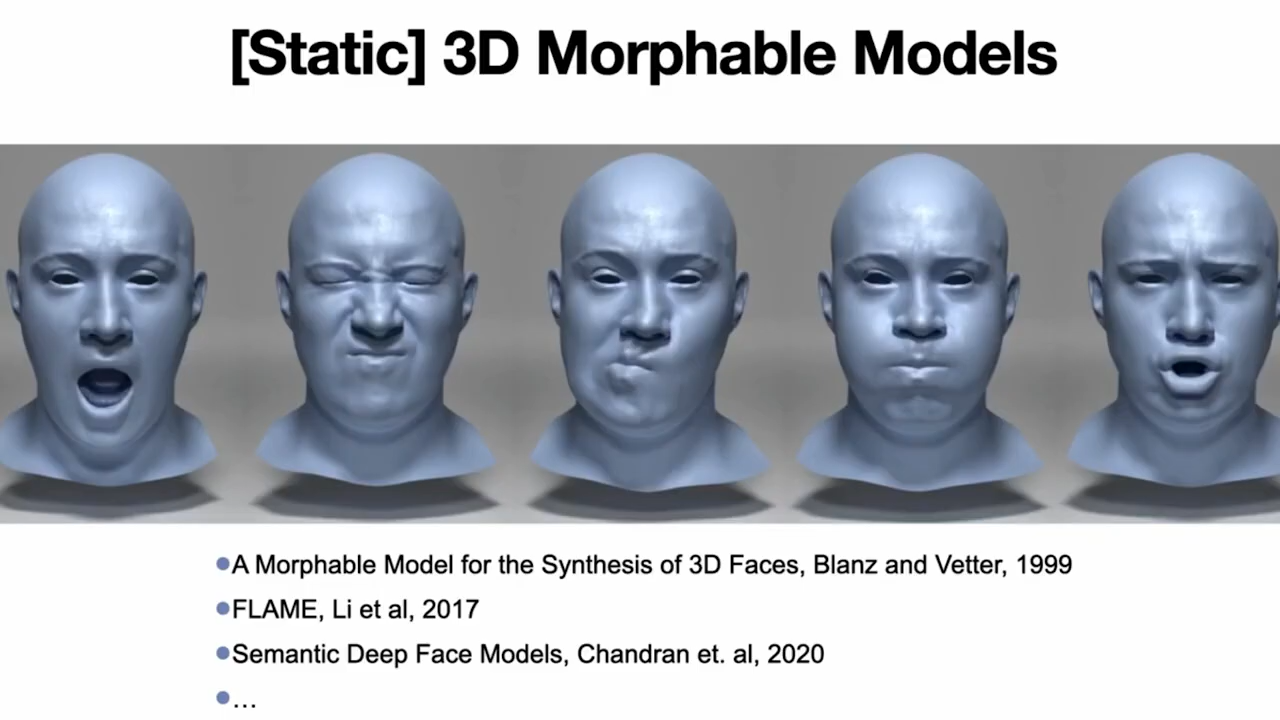 [Static] 3D Morphable Models
●A Morphable Model for the Synthesis of 3D Faces, Blanz and Vetter, 1999
●FLAME, Li et al, 2017
●Semantic Deep Face Models, Chandran et. al, 2020
●…